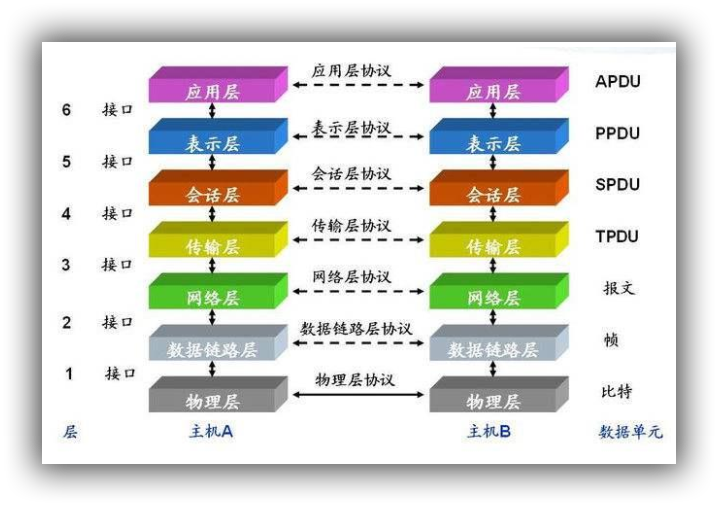 应用层 应用层协议 应用层 APDU
6 接口
表示层 表示层协议 表示层 PPDU
5 接口
会话层 会话层协议 会话层 SPDU
4 接口
传输层 传输层协议 传输层 TPDU
3 接口
网络层 网络层协议 网络层 报文
2 接口
数据链路层 数据链路层协议 数据链路层 帧
1 接口
物理层 物理层协议 物理层 比特
层 主机A 主机B 数据单元